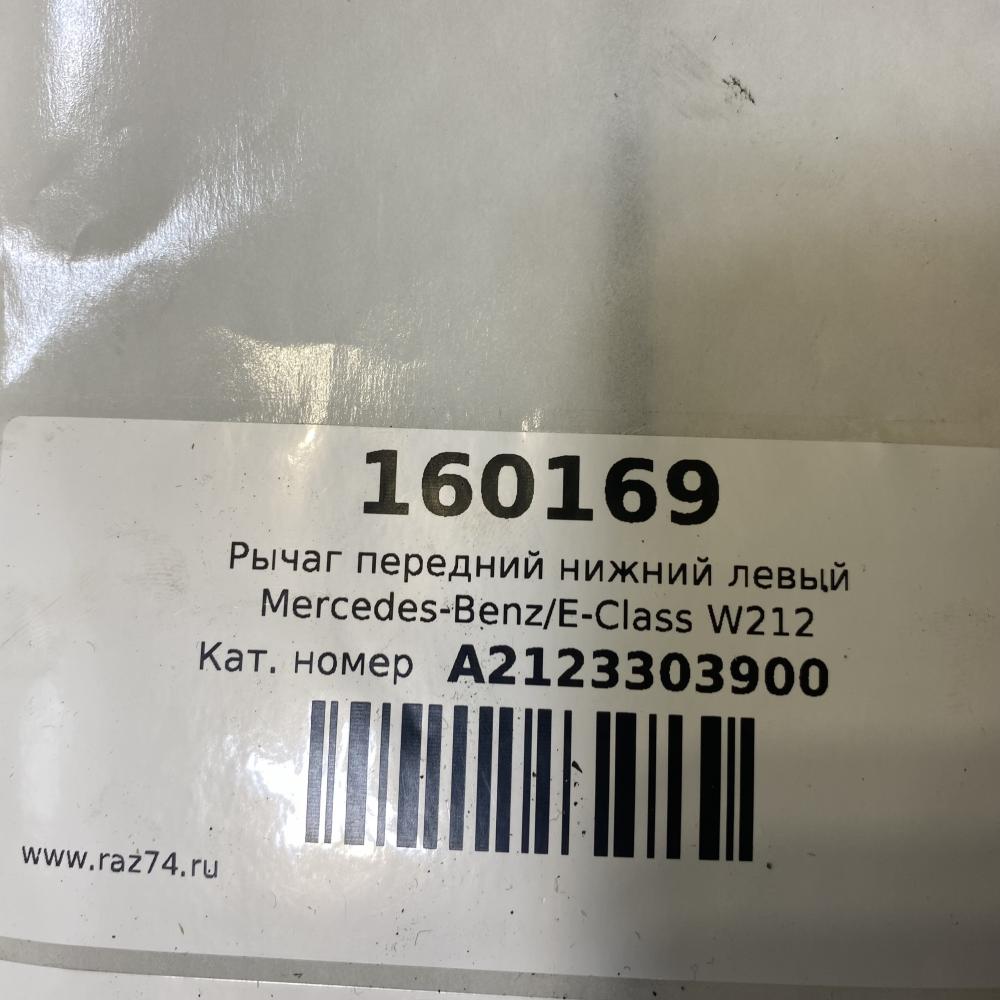 160169
Рычаг передний нижний левый
Mercedes-Benz/E-Class W212
Кат. номер A2123303900
www.raz74.ru